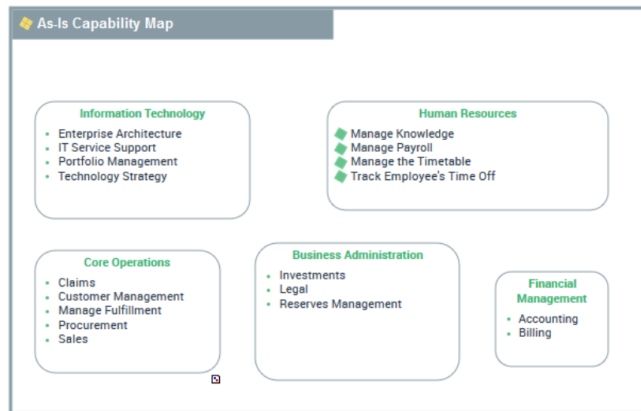 As-Is Capability Map
Information Technology
Enterprise Architecture
IT Service Support
Portfolio Management
Technology Strategy
Human Resources
Manage Knowledge
Manage Payroll
Manage the Timetable
Track Employee's Time Off
Core Operations
Claims
Customer Management
Manage Fulfillment
Procurement
Sales
Business Administration
Investments
Legal
Reserves Management
Financial
Management
Accounting
Billing